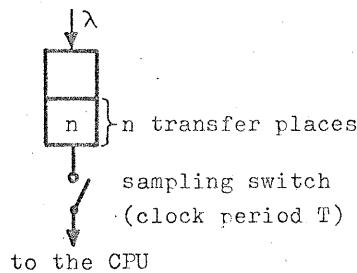 λ
n } n transfer places
sampling switch
(clock period T)
to the CPU